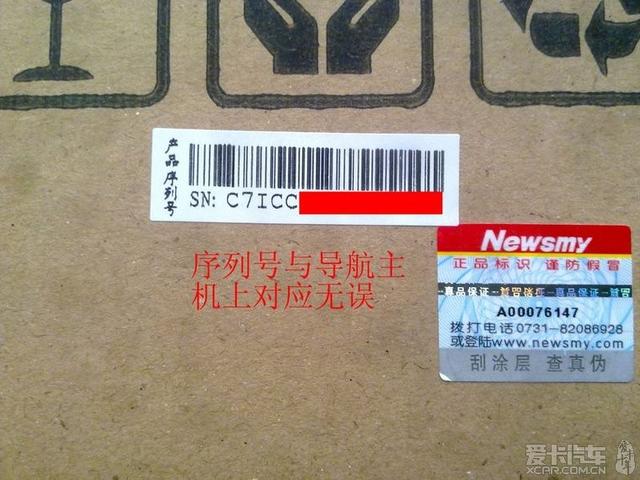 产品序列号
SN: C7ICC
序列号与导航主
机上对应无误
Newsmy
正品标识 谨防假冒
A00076147
拨打电话0731-82086928
或登陆www.newsmy.com
刮涂层 查真伪
爱卡汽车
XCAR.COM.CN